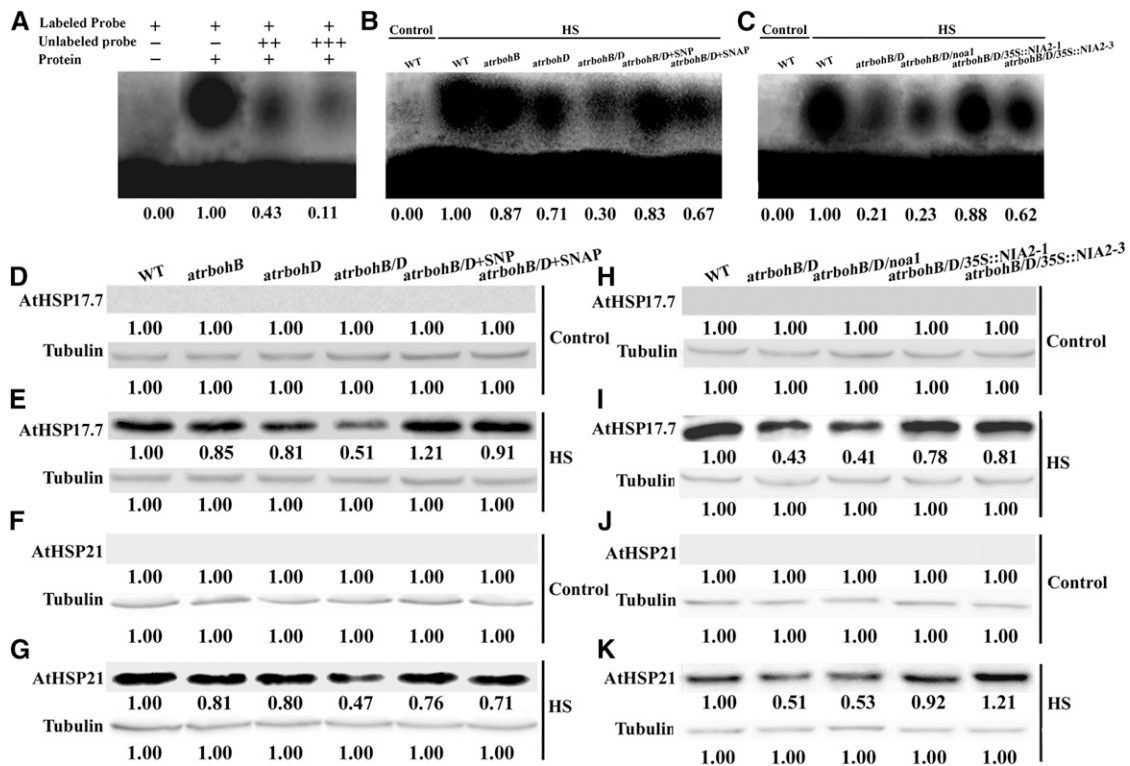 A
Labeled Probe + + + +
Unlabeled probe – – ++ +++
Protein – + + +
0.00 1.00 0.43 0.11
B
Control HS
WT WT atrbohB atrbohD atrbohB/D atrbohB/D+SNP atrbohB/D+SNAP
0.00 1.00 0.87 0.71 0.30 0.83 0.67
C
Control HS
WT WT atrbohB/D atrbohB/D/noa1 atrbohB/D/35S::NIA2-1 atrbohB/D/35S::NIA2-3
0.00 1.00 0.21 0.23 0.88 0.62
D
WT atrbohB atrbohD atrbohB/D atrbohB/D+SNP atrbohB/D+SNAP
AtHSP17.7
1.00 1.00 1.00 1.00 1.00 1.00
Control
Tubulin
1.00 1.00 1.00 1.00 1.00 1.00
E
AtHSP17.7
1.00 0.85 0.81 0.51 1.21 0.91
HS
Tubulin
1.00 1.00 1.00 1.00 1.00 1.00
F
AtHSP21
1.00 1.00 1.00 1.00 1.00 1.00
Control
Tubulin
1.00 1.00 1.00 1.00 1.00 1.00
G
AtHSP21
1.00 0.81 0.80 0.47 0.76 0.71
HS
Tubulin
1.00 1.00 1.00 1.00 1.00 1.00
H
WT atrbohB/D atrbohB/D/noa1 atrbohB/D/35S::NIA2-1 atrbohB/D/35S::NIA2-3
AtHSP17.7
1.00 1.00 1.00 1.00 1.00
Control
Tubulin
1.00 1.00 1.00 1.00 1.00
I
AtHSP17.7
1.00 0.43 0.41 0.78 0.81
HS
Tubulin
1.00 1.00 1.00 1.00 1.00
J
AtHSP21
1.00 1.00 1.00 1.00 1.00
Control
Tubulin
1.00 1.00 1.00 1.00 1.00
K
AtHSP21
1.00 0.51 0.53 0.92 1.21
HS
Tubulin
1.00 1.00 1.00 1.00 1.00